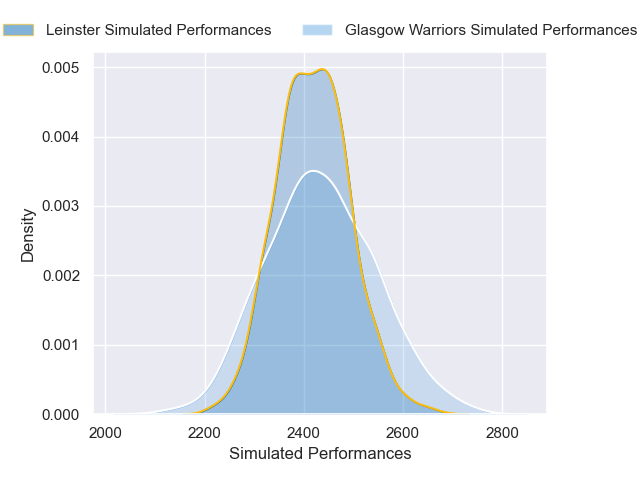 Leinster Simulated Performances
Glasgow Warriors Simulated Performances
0.005
0.004
0.003
0.002
0.001
0.000
Density
2000 2200 2400 2600 2800
Simulated Performances